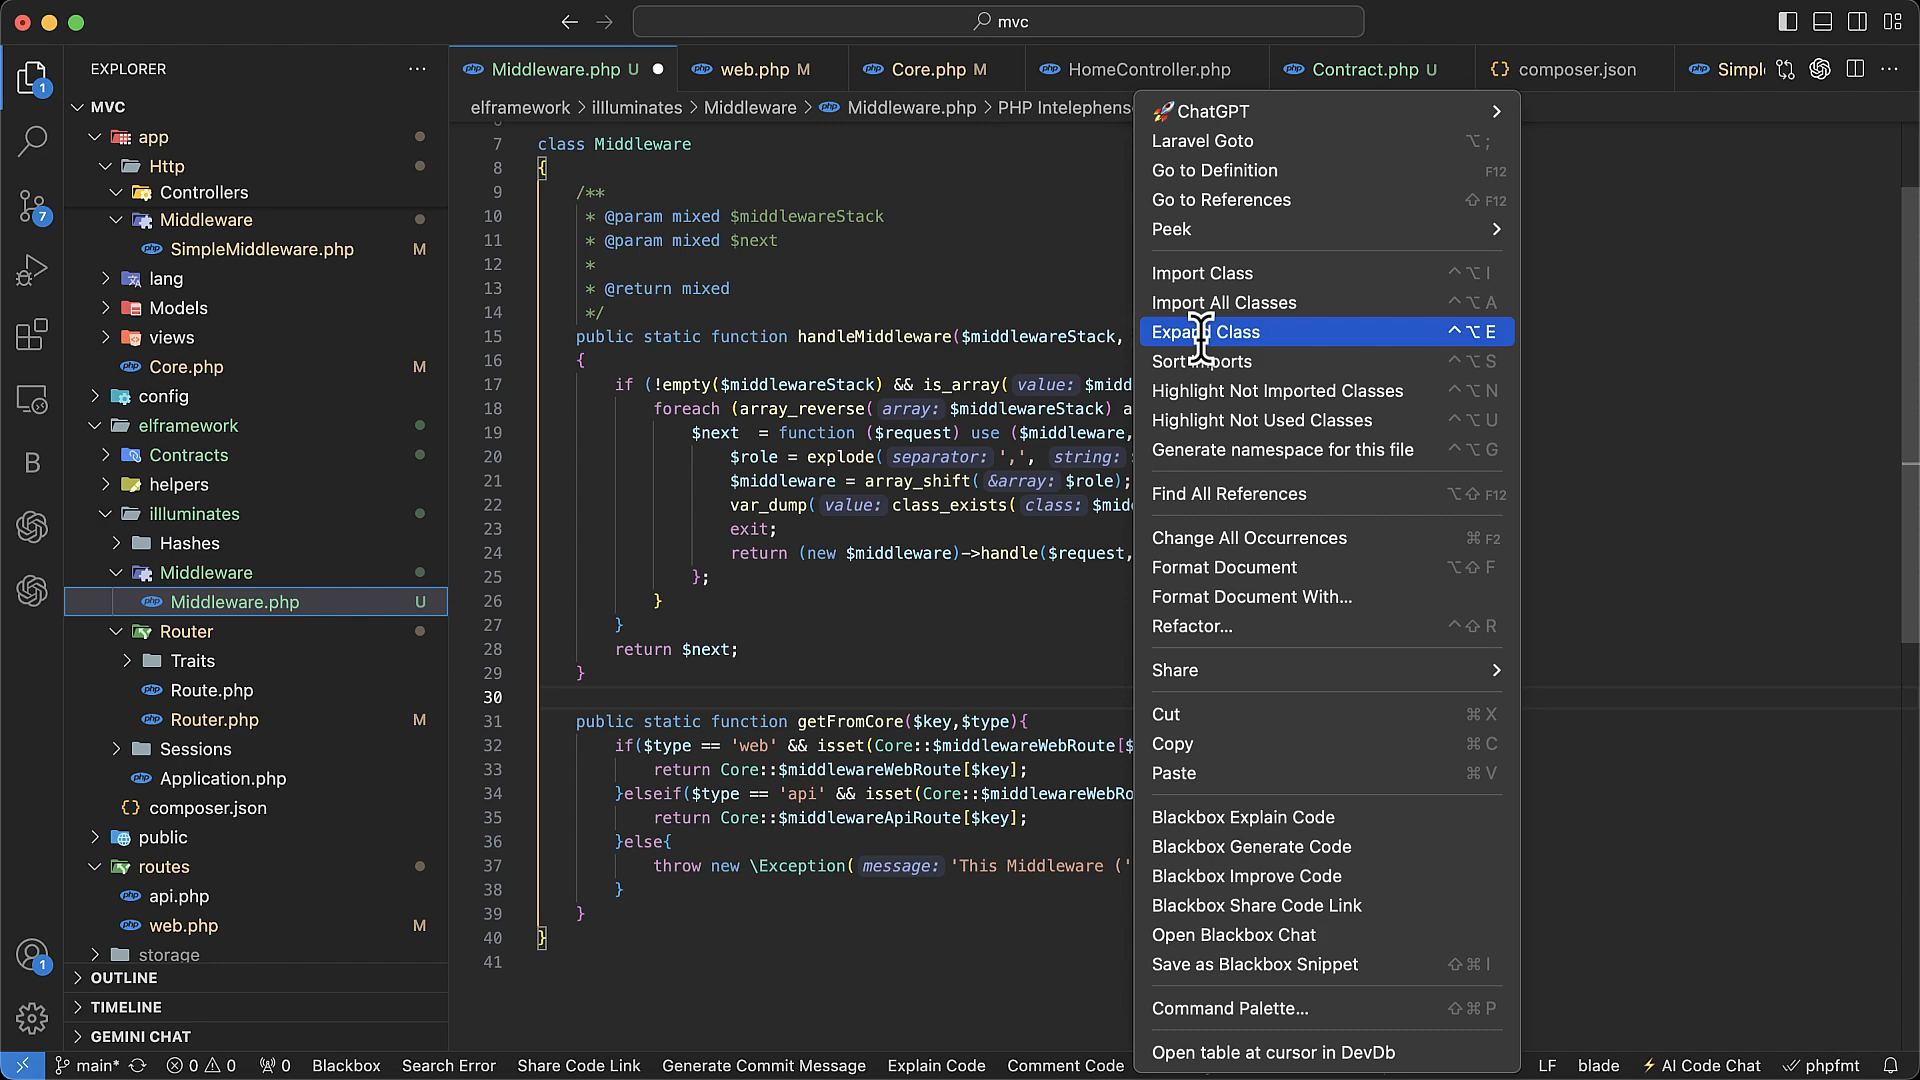 mvc
EXPLORER
MVC
app
Http
Controllers
Middleware
SimpleMiddleware.php M
lang
Models
views
Core.php M
config
elframework
Contracts
helpers
illluminates
Hashes
Middleware
Middleware.php U
Router
Traits
Route.php
Router.php M
Sessions
Application.php
composer.json
public
routes
api.php
web.php M
storage
OUTLINE
TIMELINE
GEMINI CHAT
1
7
B
1
Middleware.php U
web.php M
Core.php M
HomeController.php
Contract.php U
composer.json
Simpl
elframework > illluminates > Middleware > Middleware.php > PHP Intelephens
7 class Middleware
8 {
9 /**
10 * @param mixed $middlewareStack
11 * @param mixed $next
12 *
13 * @return mixed
14 */
15 public static function handleMiddleware($middlewareStack,
16 {
17 if (!empty($middlewareStack) && is_array( value: $midd
18 foreach (array_reverse( array: $middlewareStack) a
19 $next = function ($request) use ($middleware,
20 $role = explode( separator: ',', string:
21 $middleware = array_shift( &array: $role);
22 var_dump( value: class_exists( class: $mid
23 exit;
24 return (new $middleware)->handle($request,
25 };
26 }
27 }
28 return $next;
29 }
30
31 public static function getFromCore($key,$type){
32 if($type == 'web' && isset(Core::$middlewareWebRoute[$
33 return Core::$middlewareWebRoute[$key];
34 }elseif($type == 'api' && isset(Core::$middlewareWebRo
35 return Core::$middlewareApiRoute[$key];
36 }else{
37 throw new \Exception( message: 'This Middleware ('
38 }
39 }
40 }
41
ChatGPT
Laravel Goto ⌥ ;
Go to Definition F12
Go to References ⇧ F12
Peek
Import Class ^ ⌥ I
Import All Classes ^ ⌥ A
Expand Class ^ ⌥ E
Sort Imports ^ ⌥ S
Highlight Not Imported Classes ^ ⌥ N
Highlight Not Used Classes ^ ⌥ U
Generate namespace for this file ^ ⌥ G
Find All References ⌥ ⇧ F12
Change All Occurrences ⌘ F2
Format Document ⌥ ⇧ F
Format Document With...
Refactor... ^ ⇧ R
Share
Cut ⌘ X
Copy ⌘ C
Paste ⌘ V
Blackbox Explain Code
Blackbox Generate Code
Blackbox Improve Code
Blackbox Share Code Link
Open Blackbox Chat
Save as Blackbox Snippet ⇧ ⌘ I
Command Palette... ⇧ ⌘ P
Open table at cursor in DevDb
main* 0 0 0 Blackbox Search Error Share Code Link Generate Commit Message Explain Code Comment Code LF blade AI Code Chat phpfmt